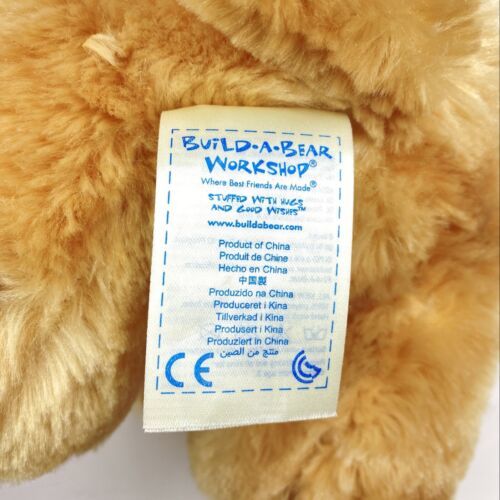 BUILD-A-BEAR
WORKSHOP®
Where Best Friends Are Made®
STUFFED WITH HUGS
AND GOOD WISHES™
www.buildabear.com
Product of China
Produit de Chine
Hecho en China
中国製
Produzido na China
Produceret i Kina
Tillverkad i Kina
Produsert i Kina
Produziert in China
منتج من الصين
CE